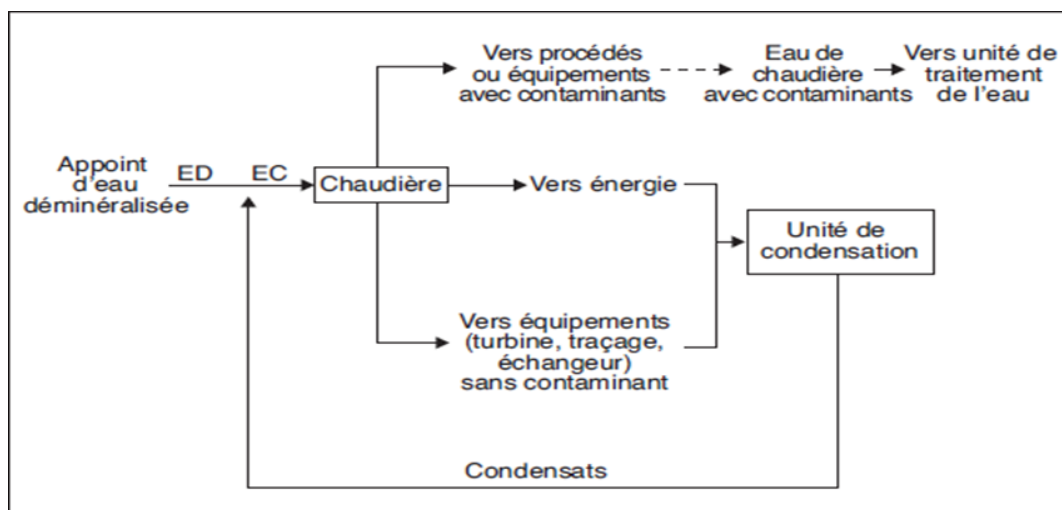 Vers procédés
ou équipements
avec contaminants
Eau de
chaudière
avec contaminants
Vers unité de
traitement
de l'eau
Appoint
d'eau
déminéralisée
ED
EC
Chaudière
Vers énergie
Unité de
condensation
Vers équipements
(turbine, traçage,
échangeur)
sans contaminant
Condensats